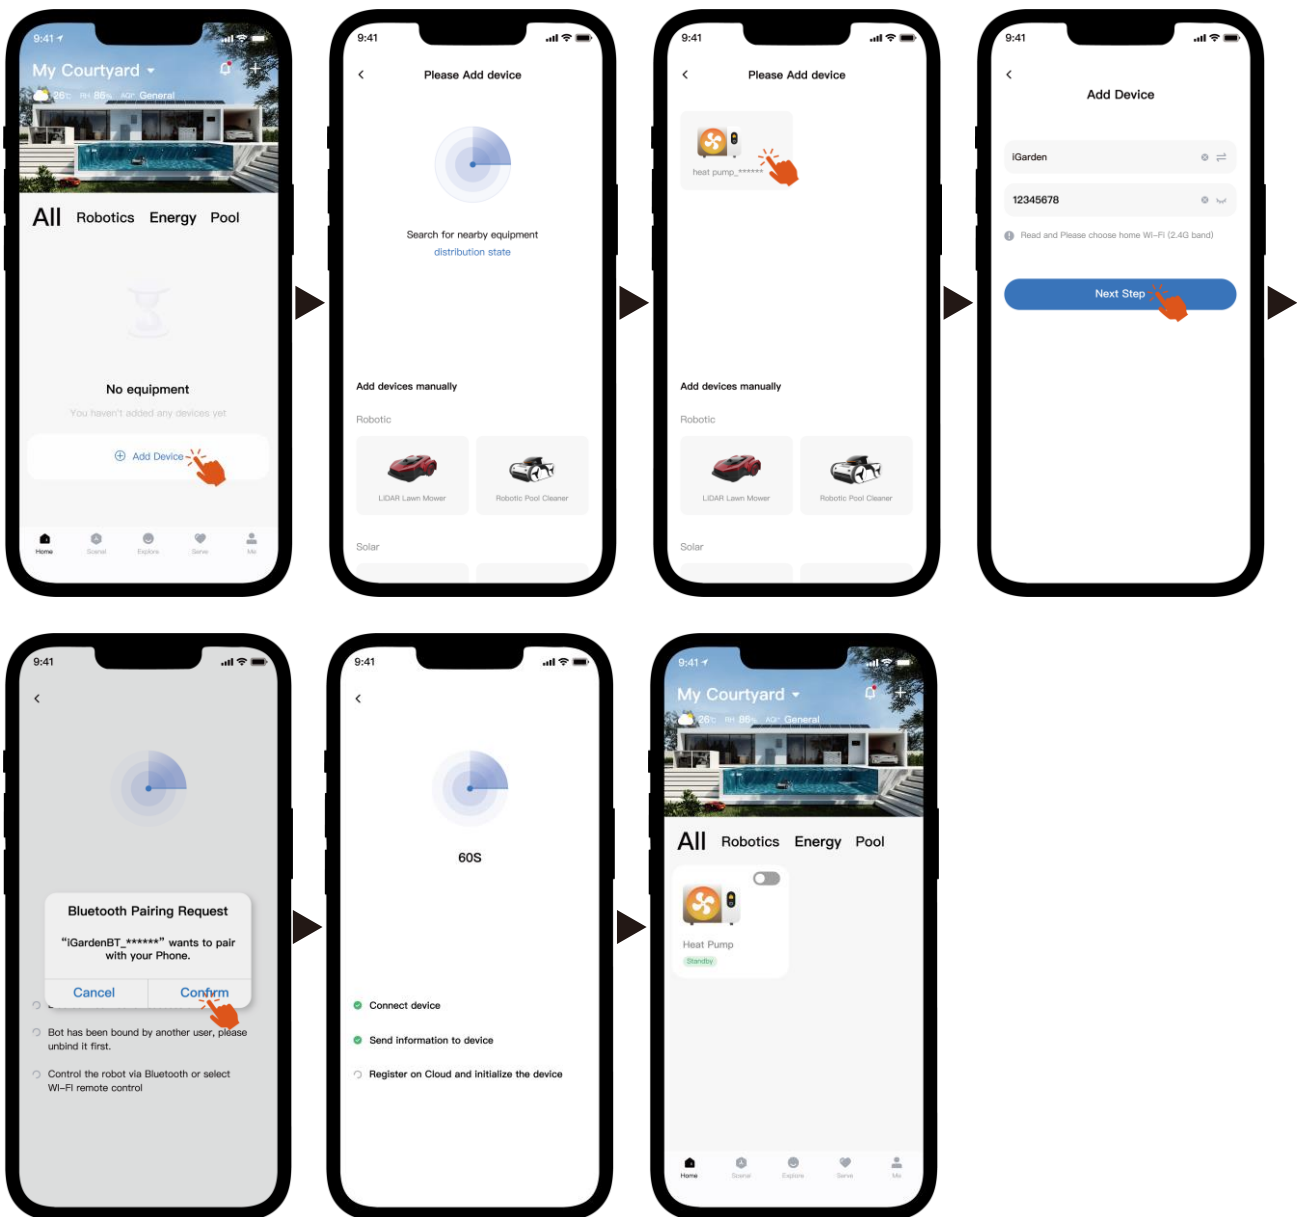 9:41
My Courtyard
26℃ RH 86% AQI General
All Robotics Energy Pool
No equipment
You haven't added any devices yet
Add Device
Home Explore Serve Me
9:41
Please Add device
Search for nearby equipment
distribution state
Add devices manually
Robotic
LiDAR Lawn Mower Robotic Pool Cleaner
Solar
9:41
Please Add device
heat pump_******
Add devices manually
Robotic
LiDAR Lawn Mower Robotic Pool Cleaner
Solar
9:41
Add Device
iGarden
12345678
Read and Please choose home WI-FI (2.4G band)
Next Step
9:41
Bluetooth Pairing Request
“iGardenBT_******” wants to pair
with your Phone.
Cancel Confirm
Bot has been bound by another user, please
unbind it first.
Control the robot via Bluetooth or select
WI-FI remote control
9:41
60S
Connect device
Send information to device
Register on Cloud and initialize the device
9:41
My Courtyard
26℃ RH 86% AQI General
All Robotics Energy Pool
Heat Pump
Standby
Home Explore Serve Me